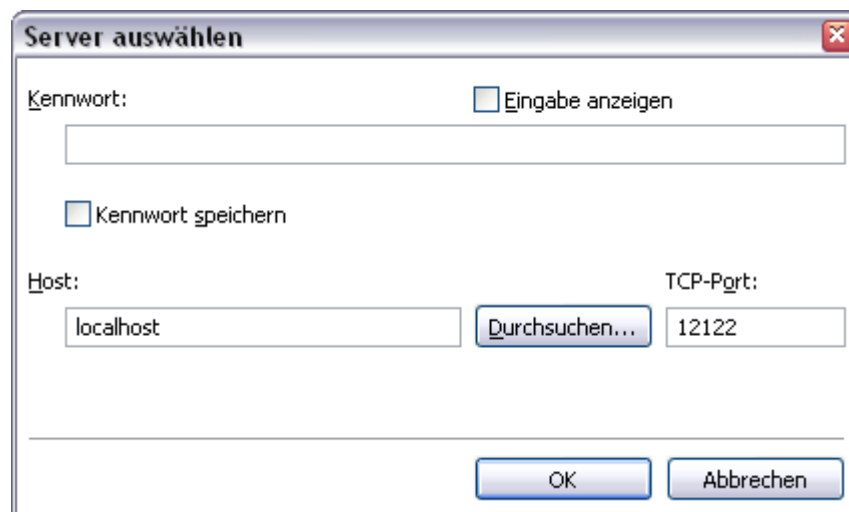 Server auswählen
Kennwort: Eingabe anzeigen
Kennwort speichern
Host: TCP-Port:
localhost Durchsuchen... 12122
OK Abbrechen